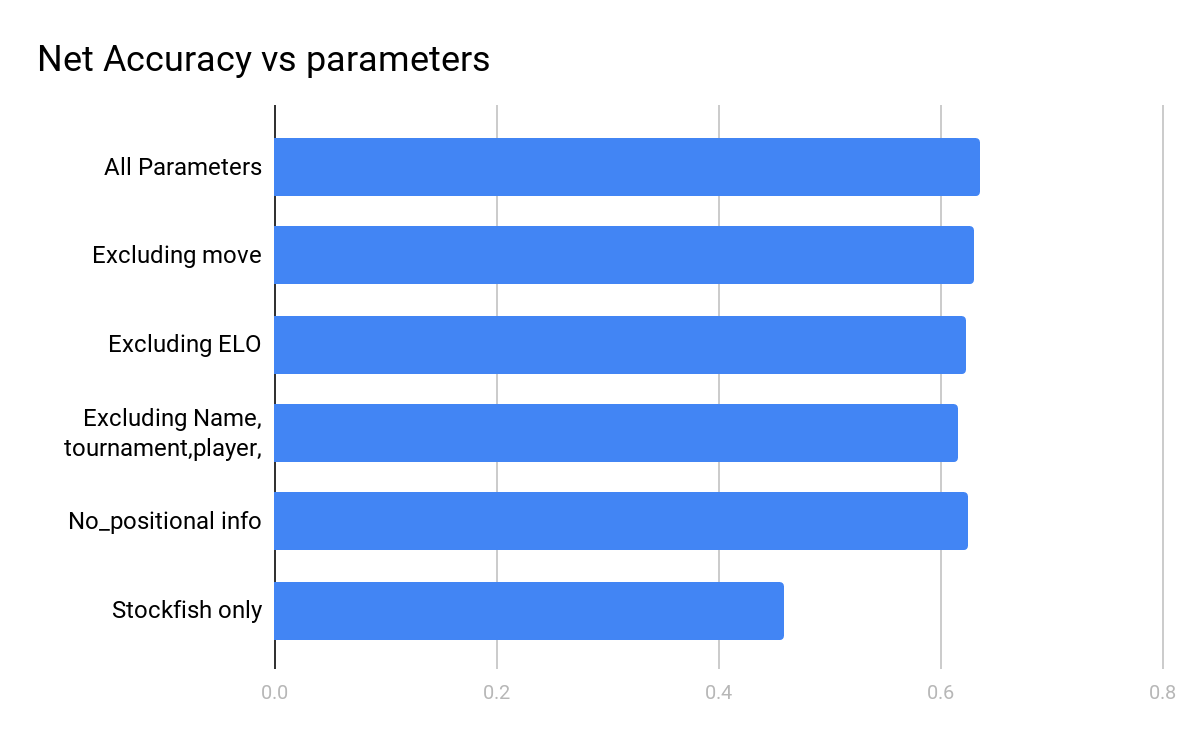 Net Accuracy vs parameters
All Parameters
Excluding move
Excluding ELO
Excluding Name,
tournament,player,
No_positional info
Stockfish only
0.0 0.2 0.4 0.6 0.8